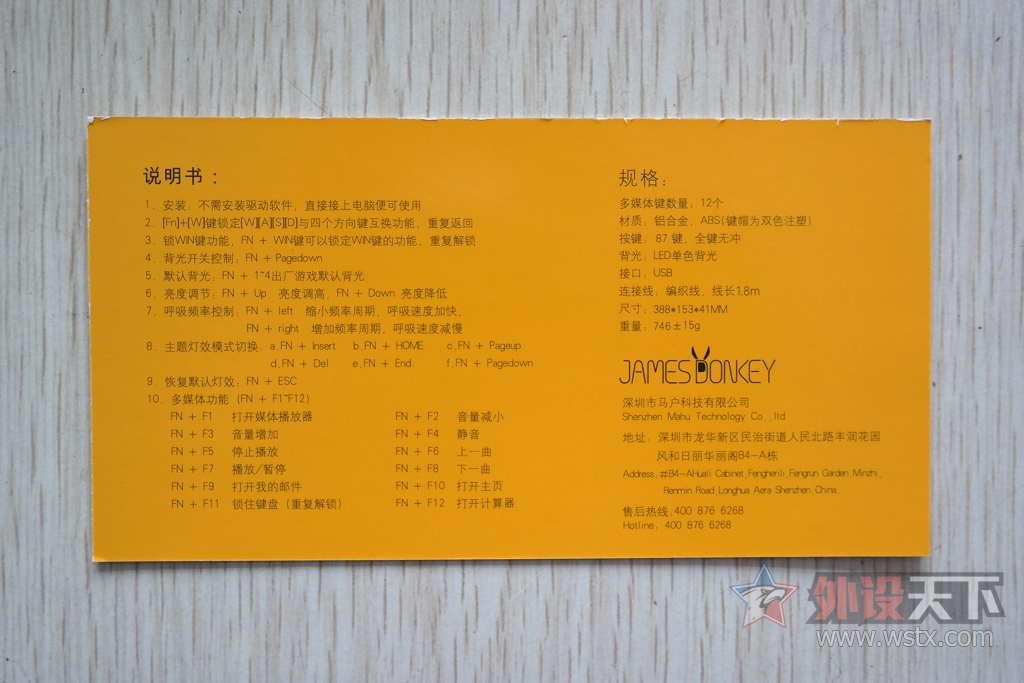 说明书：
1、安装：不需安装驱动软件，直接接上电脑便可使用
2、[Fn]+[W]键锁定[W][A][S][D]与四个方向键互换功能，重复返回
3、锁WIN键功能，FN + WIN键可以锁定WIN键的功能，重复解锁
4、背光开关控制：FN + Pagedown
5、默认背光：FN + 1~4出厂游戏默认背光
6、亮度调节：FN + Up 亮度调高，FN + Down 亮度降低
7、呼吸频率控制：FN + left 缩小频率周期，呼吸速度加快，
FN + right 增加频率周期，呼吸速度减慢
8、主题灯效模式切换：a,FN + Insert b,FN + HOME c,FN + Pageup
d,FN + Del e,FN + End f,FN + Pagedown
9、恢复默认灯效：FN + ESC
10、多媒体功能（FN + F1~F12）
FN + F1 打开媒体播放器 FN + F2 音量减小
FN + F3 音量增加 FN + F4 静音
FN + F5 停止播放 FN + F6 上一曲
FN + F7 播放/暂停 FN + F8 下一曲
FN + F9 打开我的邮件 FN + F10 打开主页
FN + F11 锁住键盘（重复解锁） FN + F12 打开计算器
规格：
多媒体键数量：12个
材质：铝合金，ABS(键帽为双色注塑)
按键：87 键，全键无冲
背光：LED单色背光
接口：USB
连接线：编织线，线长1.8m
尺寸：388*153*41MM
重量：746±15g
JAMESDONKEY
深圳市马户科技有限公司
Shenzhen Mahu Technology Co.,ltd
地址：深圳市龙华新区民治街道人民北路丰润花园
风和日丽华丽阁B4-A栋
Address,#B4-AHuali Cabinet,Fengherili,Fengrun Garden,Minzhi,
Renmin Road,Longhua Aera Shenzhen,China.
售后热线:400 876 6268
Hotline: 400 876 6268
外设天下
www.wstx.com